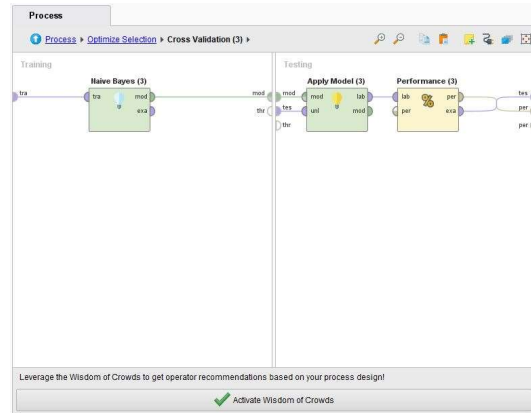 Process
Process ▸ Optimize Selection ▸ Cross Validation (3) ▸
Training
Testing
Naive Bayes (3)
Apply Model (3)
Performance (3)
tra
tra
mod
exa
mod
thr
mod
tes
thr
mod
unl
lab
mod
lab
per
per
exa
tes
per
per
Leverage the Wisdom of Crowds to get operator recommendations based on your process design!
Activate Wisdom of Crowds